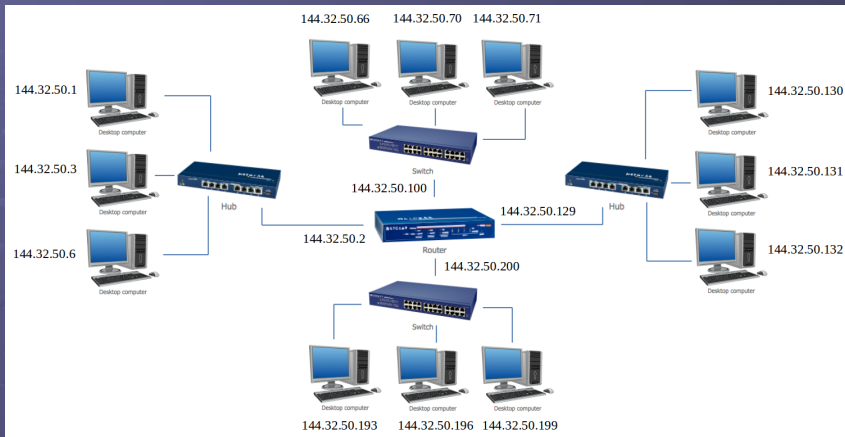 144.32.50.66 144.32.50.70 144.32.50.71
144.32.50.1
Desktop computer
Desktop computer
Desktop computer
144.32.50.130
Desktop computer
Desktop computer
Switch
144.32.50.3
Desktop computer
Hub
144.32.50.100
144.32.50.131
Desktop computer
Hub
144.32.50.129
144.32.50.2
Router
144.32.50.6
Desktop computer
144.32.50.132
Desktop computer
144.32.50.200
Switch
Desktop computer
Desktop computer
Desktop computer
144.32.50.193 144.32.50.196 144.32.50.199